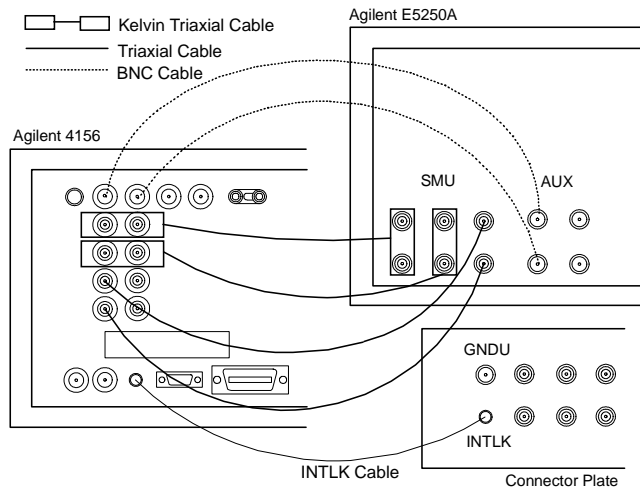 Agilent E5250A
Kelvin Triaxial Cable
Triaxial Cable
BNC Cable
Agilent 4156
SMU
AUX
GNDU
INTLK
INTLK Cable
Connector Plate